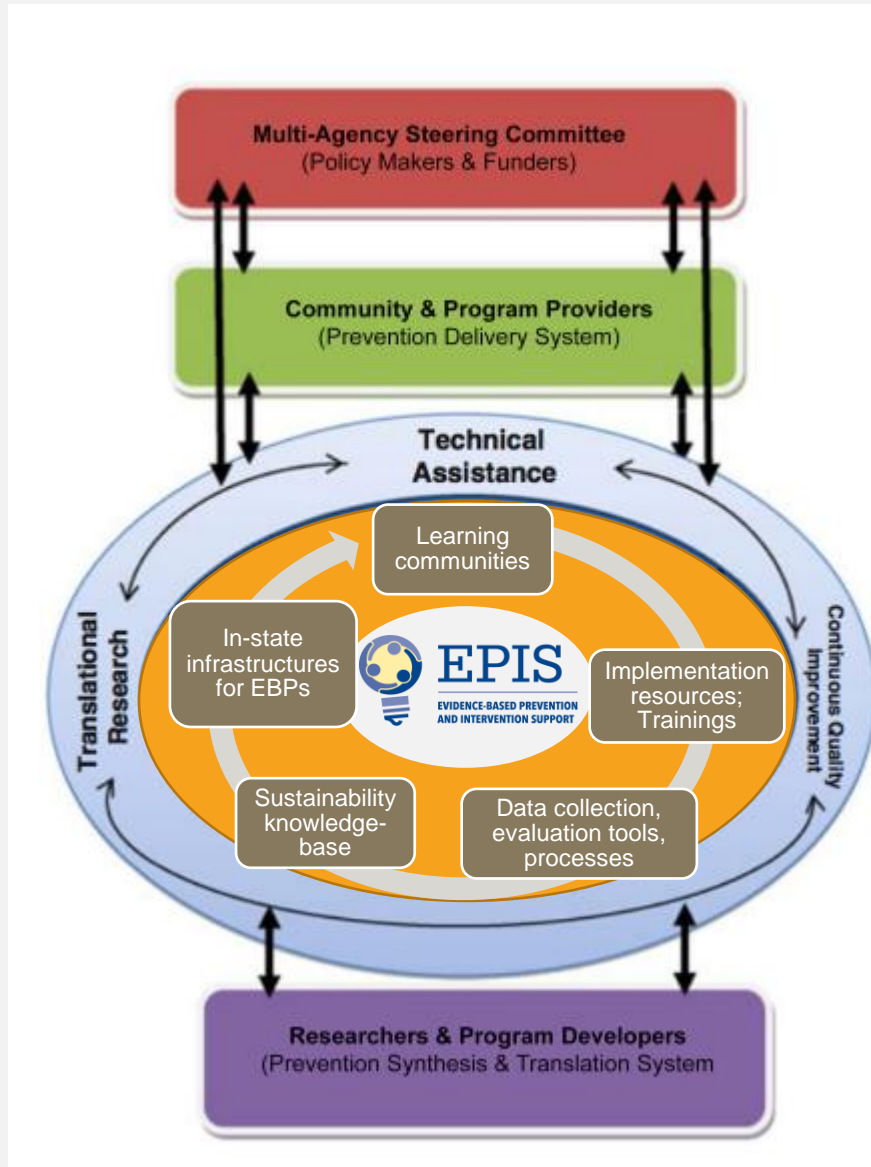 Multi-Agency Steering Committee
(Policy Makers & Funders)
Community & Program Providers
(Prevention Delivery System)
Technical
Assistance
Learning
communities
In-state
infrastructures
for EBPs
EPIS
EVIDENCE-BASED PREVENTION
AND INTERVENTION SUPPORT
Implementation
resources;
Trainings
Translational
Research
Continuous Quality
Improvement
Sustainability
knowledge-
base
Data collection,
evaluation tools,
processes
Researchers & Program Developers
(Prevention Synthesis & Translation System